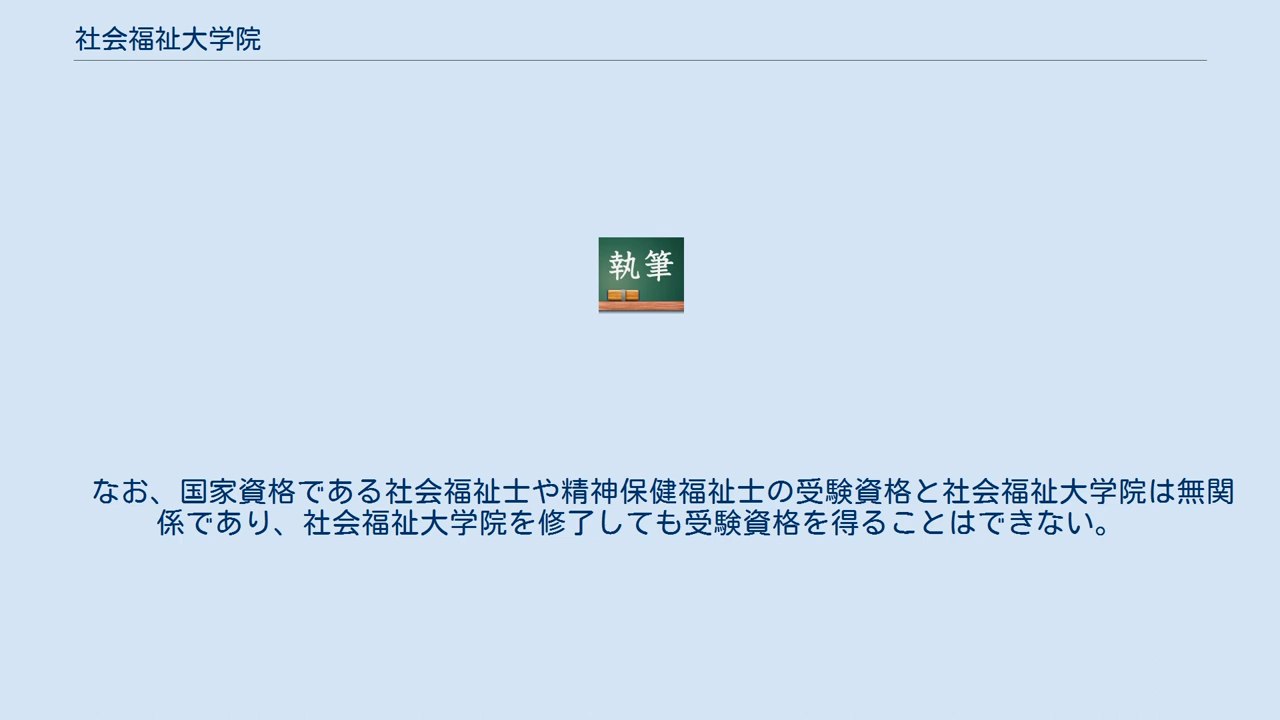 社会福祉大学院
執筆
なお、国家資格である社会福祉士や精神保健福祉士の受験資格と社会福祉大学院は無関
係であり、社会福祉大学院を修了しても受験資格を得ることはできない。